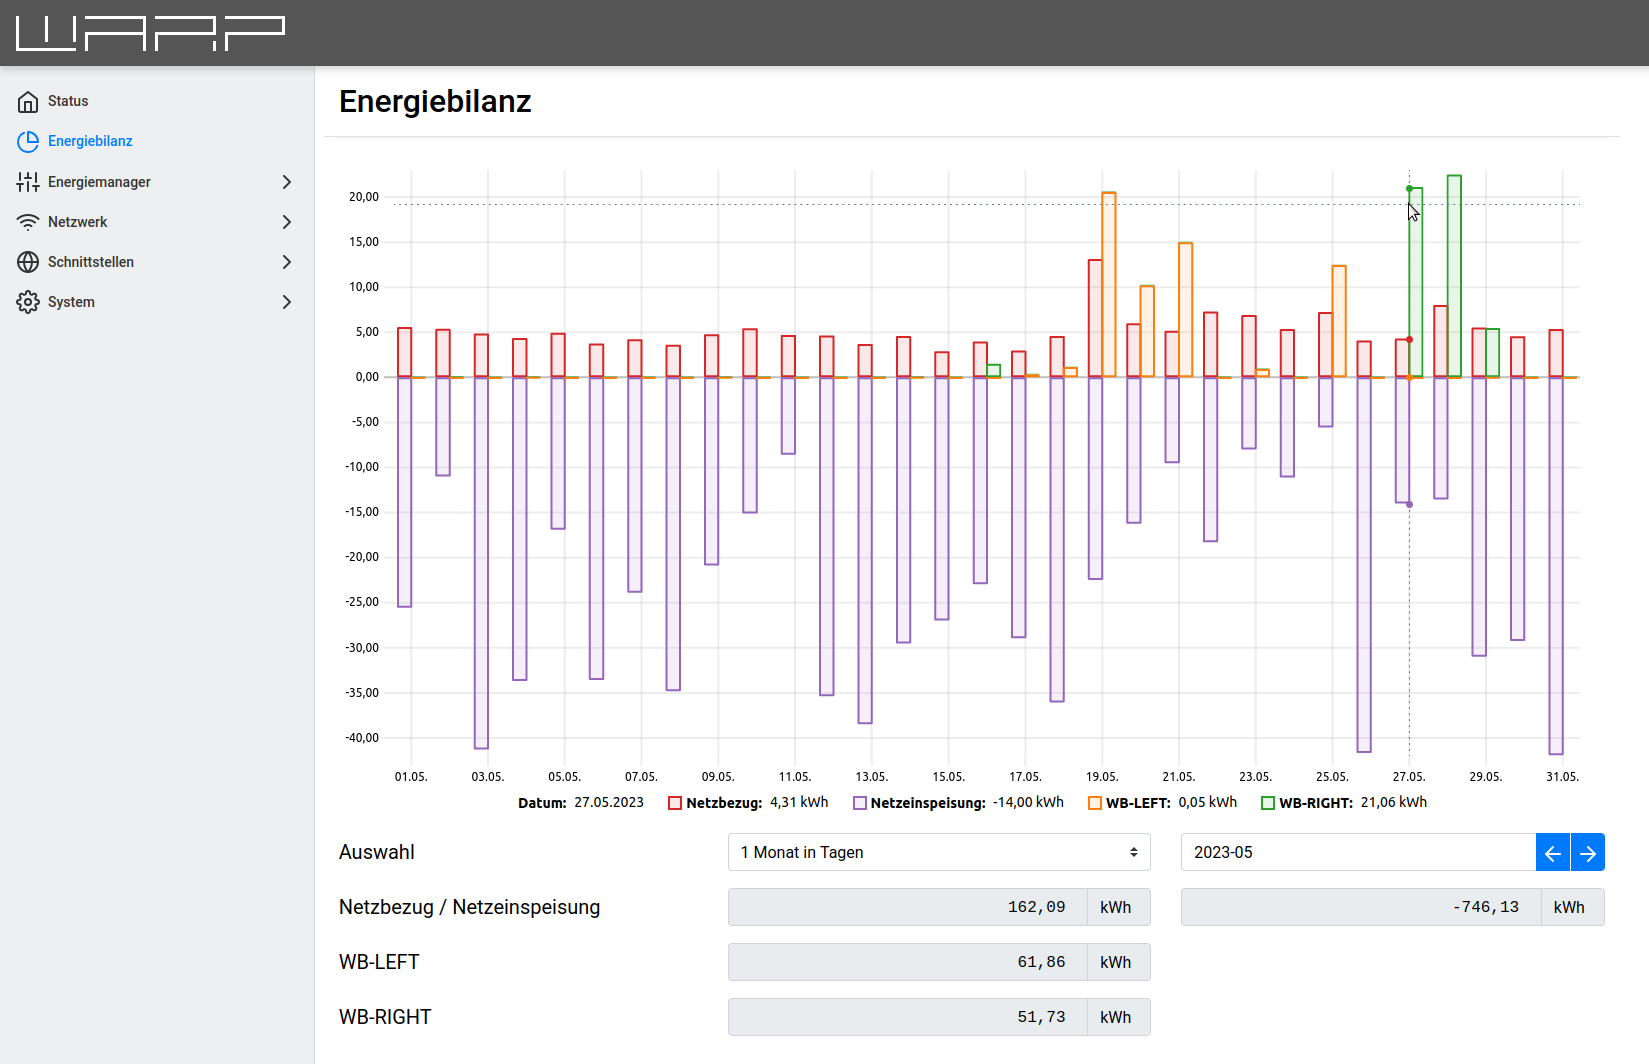 WARP
Status
Energiebilanz
Energiemanager
Netzwerk
Schnittstellen
System
Energiebilanz
20,00
15,00
10,00
5,00
0,00
-5,00
-10,00
-15,00
-20,00
-25,00
-30,00
-35,00
-40,00
01.05. 03.05. 05.05. 07.05. 09.05. 11.05. 13.05. 15.05. 17.05. 19.05. 21.05. 23.05. 25.05. 27.05. 29.05. 31.05.
Datum: 27.05.2023 Netzbezug: 4,31 kWh Netzeinspeisung: -14,00 kWh WB-LEFT: 0,05 kWh WB-RIGHT: 21,06 kWh
Auswahl 1 Monat in Tagen 2023-05
Netzbezug / Netzeinspeisung 162,09 kWh -746,13 kWh
WB-LEFT 61,86 kWh
WB-RIGHT 51,73 kWh